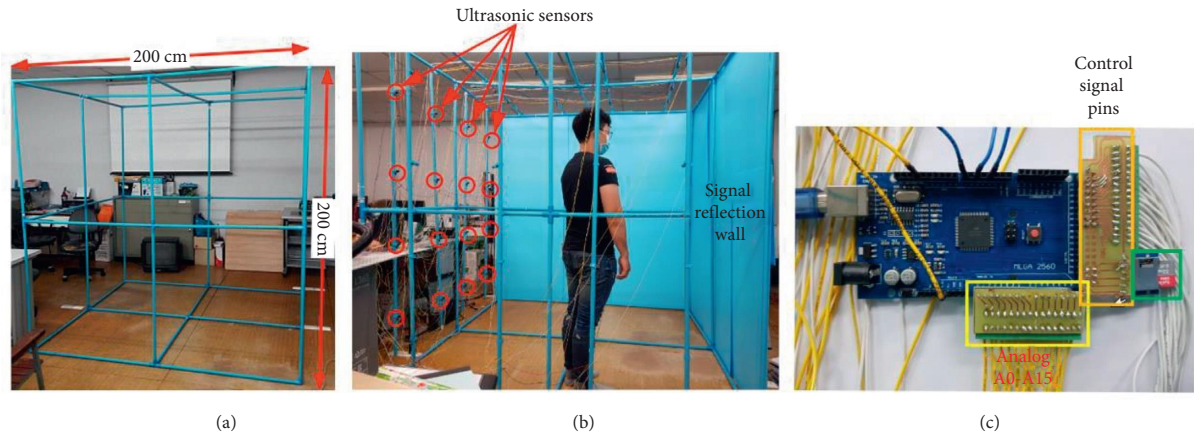 Ultrasonic sensors
200 cm
200 cm
Signal
reflection
wall
Control
signal
pins
MEGA 2560
Analog
A0-A15
(a)
(b)
(c)